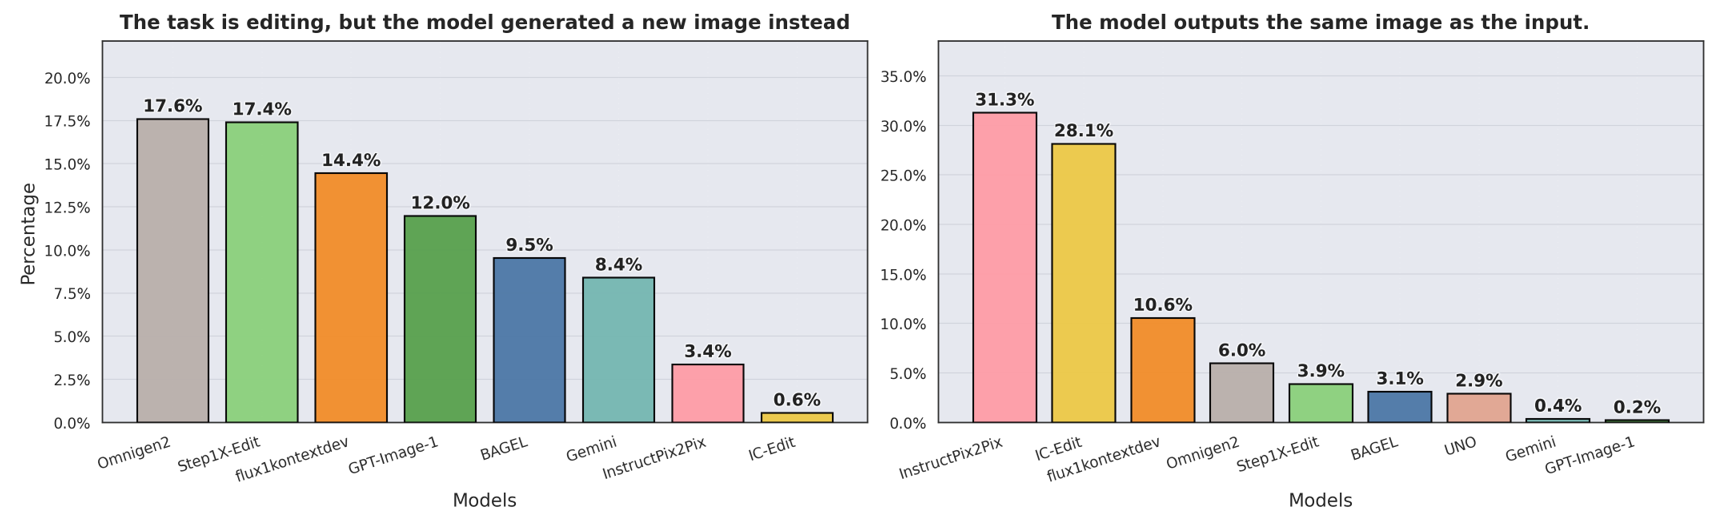 The task is editing, but the model generated a new image instead
Percentage
20.0%
17.5%
15.0%
12.5%
10.0%
7.5%
5.0%
2.5%
0.0%
17.6%
17.4%
14.4%
12.0%
9.5%
8.4%
3.4%
0.6%
Omnigen2
Step1X-Edit
flux1kontextdev
GPT-Image-1
BAGEL
Gemini
InstructPix2Pix
IC-Edit
Models
The model outputs the same image as the input.
35.0%
30.0%
25.0%
20.0%
15.0%
10.0%
5.0%
0.0%
31.3%
28.1%
10.6%
6.0%
3.9%
3.1%
2.9%
0.4%
0.2%
InstructPix2Pix
IC-Edit
flux1kontextdev
Omnigen2
Step1X-Edit
BAGEL
UNO
Gemini
GPT-Image-1
Models